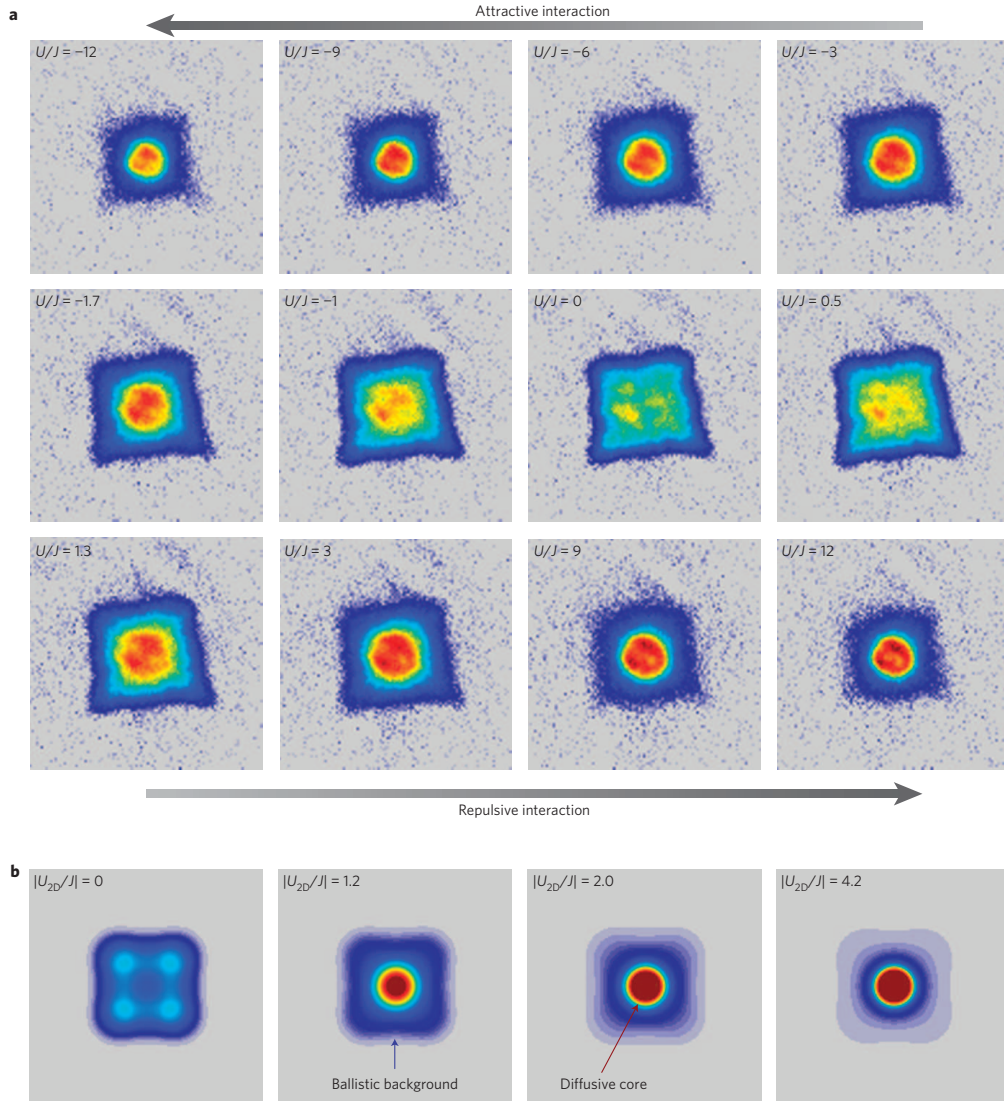 a
Attractive interaction
U/J = −12
U/J = −9
U/J = −6
U/J = −3
U/J = −1.7
U/J = −1
U/J = 0
U/J = 0.5
U/J = 1.3
U/J = 3
U/J = 9
U/J = 12
Repulsive interaction
b
|U2D/J| = 0
|U2D/J| = 1.2
|U2D/J| = 2.0
|U2D/J| = 4.2
Ballistic background
Diffusive core